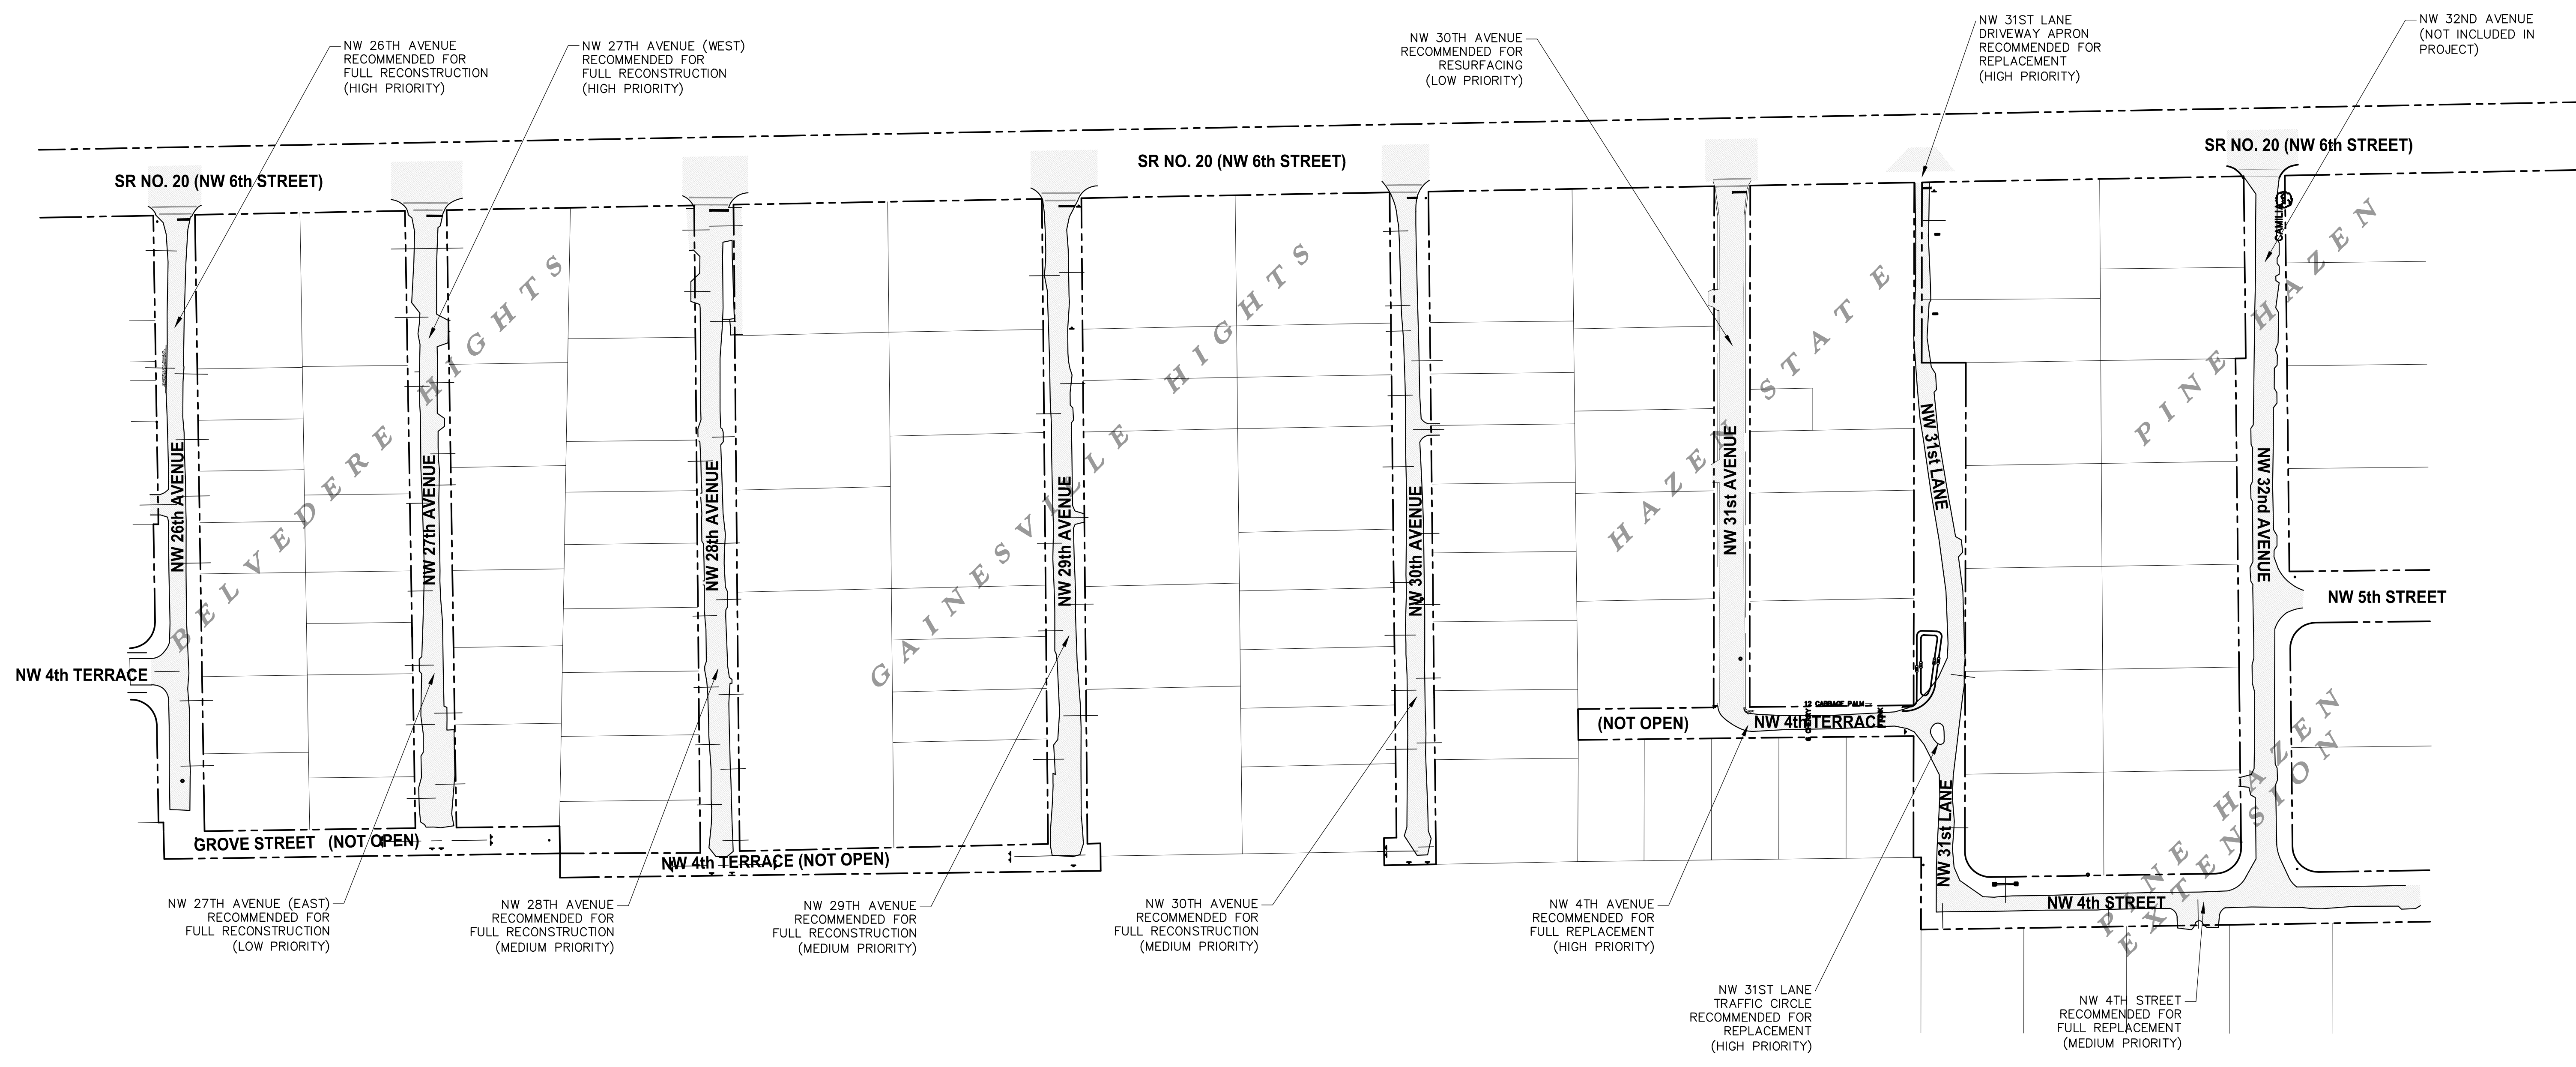 NW 26TH AVENUE
RECOMMENDED FOR
FULL RECONSTRUCTION
(HIGH PRIORITY)
NW 27TH AVENUE (WEST)
RECOMMENDED FOR
FULL RECONSTRUCTION
(HIGH PRIORITY)
NW 30TH AVENUE
RECOMMENDED FOR
RESURFACING
(LOW PRIORITY)
NW 31ST LANE
DRIVEWAY APRON
RECOMMENDED FOR
REPLACEMENT
(HIGH PRIORITY)
NW 32ND AVENUE
(NOT INCLUDED IN
PROJECT)
SR NO. 20 (NW 6th STREET)
SR NO. 20 (NW 6th STREET)
SR NO. 20 (NW 6th STREET)
BELVEDERE HIGHTS
GAINESVILLE HIGHTS
HAZEN STATE
PINE HAZEN
PINE HAZEN
EXTENSION
CAMILIA
NW 26th AVENUE
NW 27th AVENUE
NW 28th AVENUE
NW 29th AVENUE
NW 30th AVENUE
NW 31st AVENUE
NW 31st LANE
NW 32nd AVENUE
NW 5th STREET
NW 4th TERRACE
12 CABBAGE PALM
(NOT OPEN)
NW 4th TERRACE
NW 31st LANE
GROVE STREET (NOT OPEN)
NW 4th TERRACE (NOT OPEN)
NW 4th STREET
NW 27TH AVENUE (EAST)
RECOMMENDED FOR
FULL RECONSTRUCTION
(LOW PRIORITY)
NW 28TH AVENUE
RECOMMENDED FOR
FULL RECONSTRUCTION
(MEDIUM PRIORITY)
NW 29TH AVENUE
RECOMMENDED FOR
FULL RECONSTRUCTION
(MEDIUM PRIORITY)
NW 30TH AVENUE
RECOMMENDED FOR
FULL RECONSTRUCTION
(MEDIUM PRIORITY)
NW 4TH AVENUE
RECOMMENDED FOR
FULL REPLACEMENT
(HIGH PRIORITY)
NW 31ST LANE
TRAFFIC CIRCLE
RECOMMENDED FOR
REPLACEMENT
(HIGH PRIORITY)
NW 4TH STREET
RECOMMENDED FOR
FULL REPLACEMENT
(MEDIUM PRIORITY)